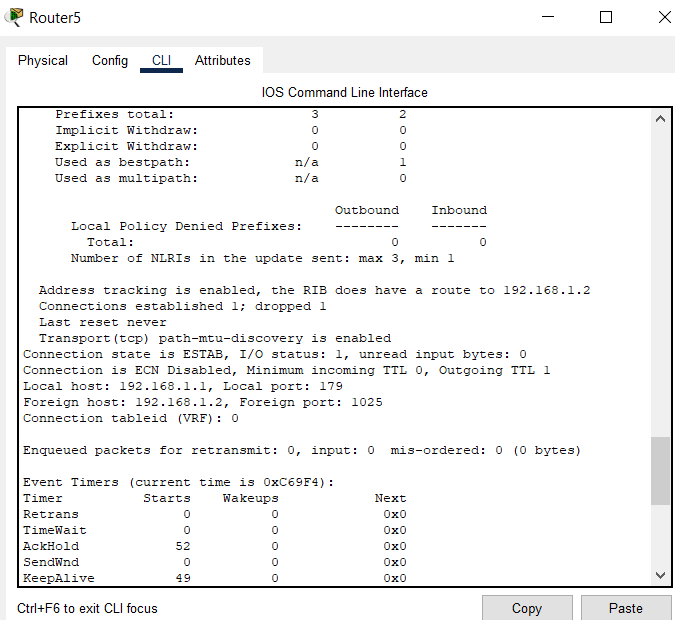 Router5
Physical Config CLI Attributes
IOS Command Line Interface
Prefixes total: 3 2
Implicit Withdraw: 0 0
Explicit Withdraw: 0 0
Used as bestpath: n/a 1
Used as multipath: n/a 0
Outbound Inbound
Local Policy Denied Prefixes: -------- -------
Total: 0 0
Number of NLRIs in the update sent: max 3, min 1
Address tracking is enabled, the RIB does have a route to 192.168.1.2
Connections established 1; dropped 1
Last reset never
Transport(tcp) path-mtu-discovery is enabled
Connection state is ESTAB, I/O status: 1, unread input bytes: 0
Connection is ECN Disabled, Minimum incoming TTL 0, Outgoing TTL 1
Local host: 192.168.1.1, Local port: 179
Foreign host: 192.168.1.2, Foreign port: 1025
Connection tableid (VRF): 0
Enqueued packets for retransmit: 0, input: 0 mis-ordered: 0 (0 bytes)
Event Timers (current time is 0xC69F4):
Timer Starts Wakeups Next
Retrans 0 0 0x0
TimeWait 0 0 0x0
AckHold 52 0 0x0
SendWnd 0 0 0x0
KeepAlive 49 0 0x0
Ctrl+F6 to exit CLI focus
Copy Paste